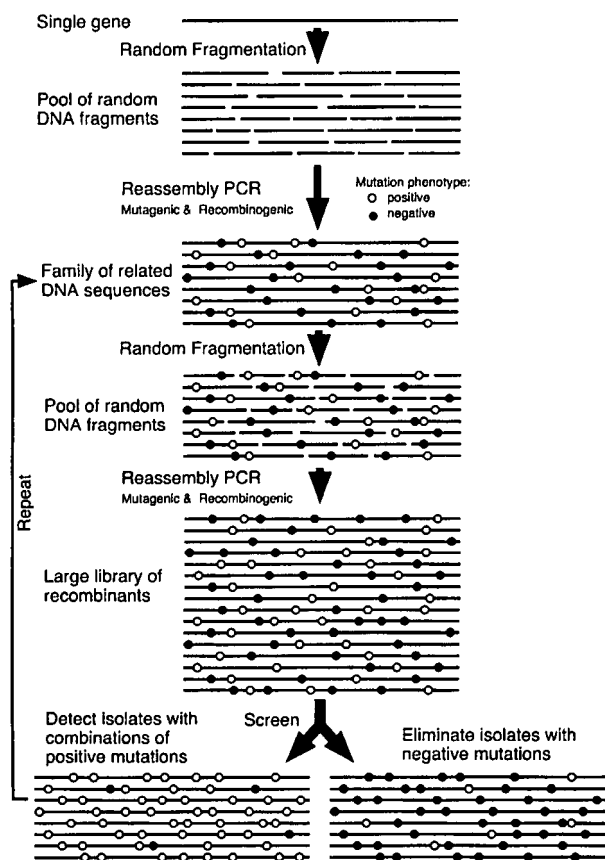 Single gene
Random Fragmentation
Pool of random
DNA fragments
Reassembly PCR
Mutagenic & Recombinogenic
Mutation phenotype:
positive
negative
Family of related
DNA sequences
Random Fragmentation
Pool of random
DNA fragments
Reassembly PCR
Mutagenic & Recombinogenic
Repeat
Large library of
recombinants
Screen
Detect isolates with
combinations of
positive mutations
Eliminate isolates with
negative mutations